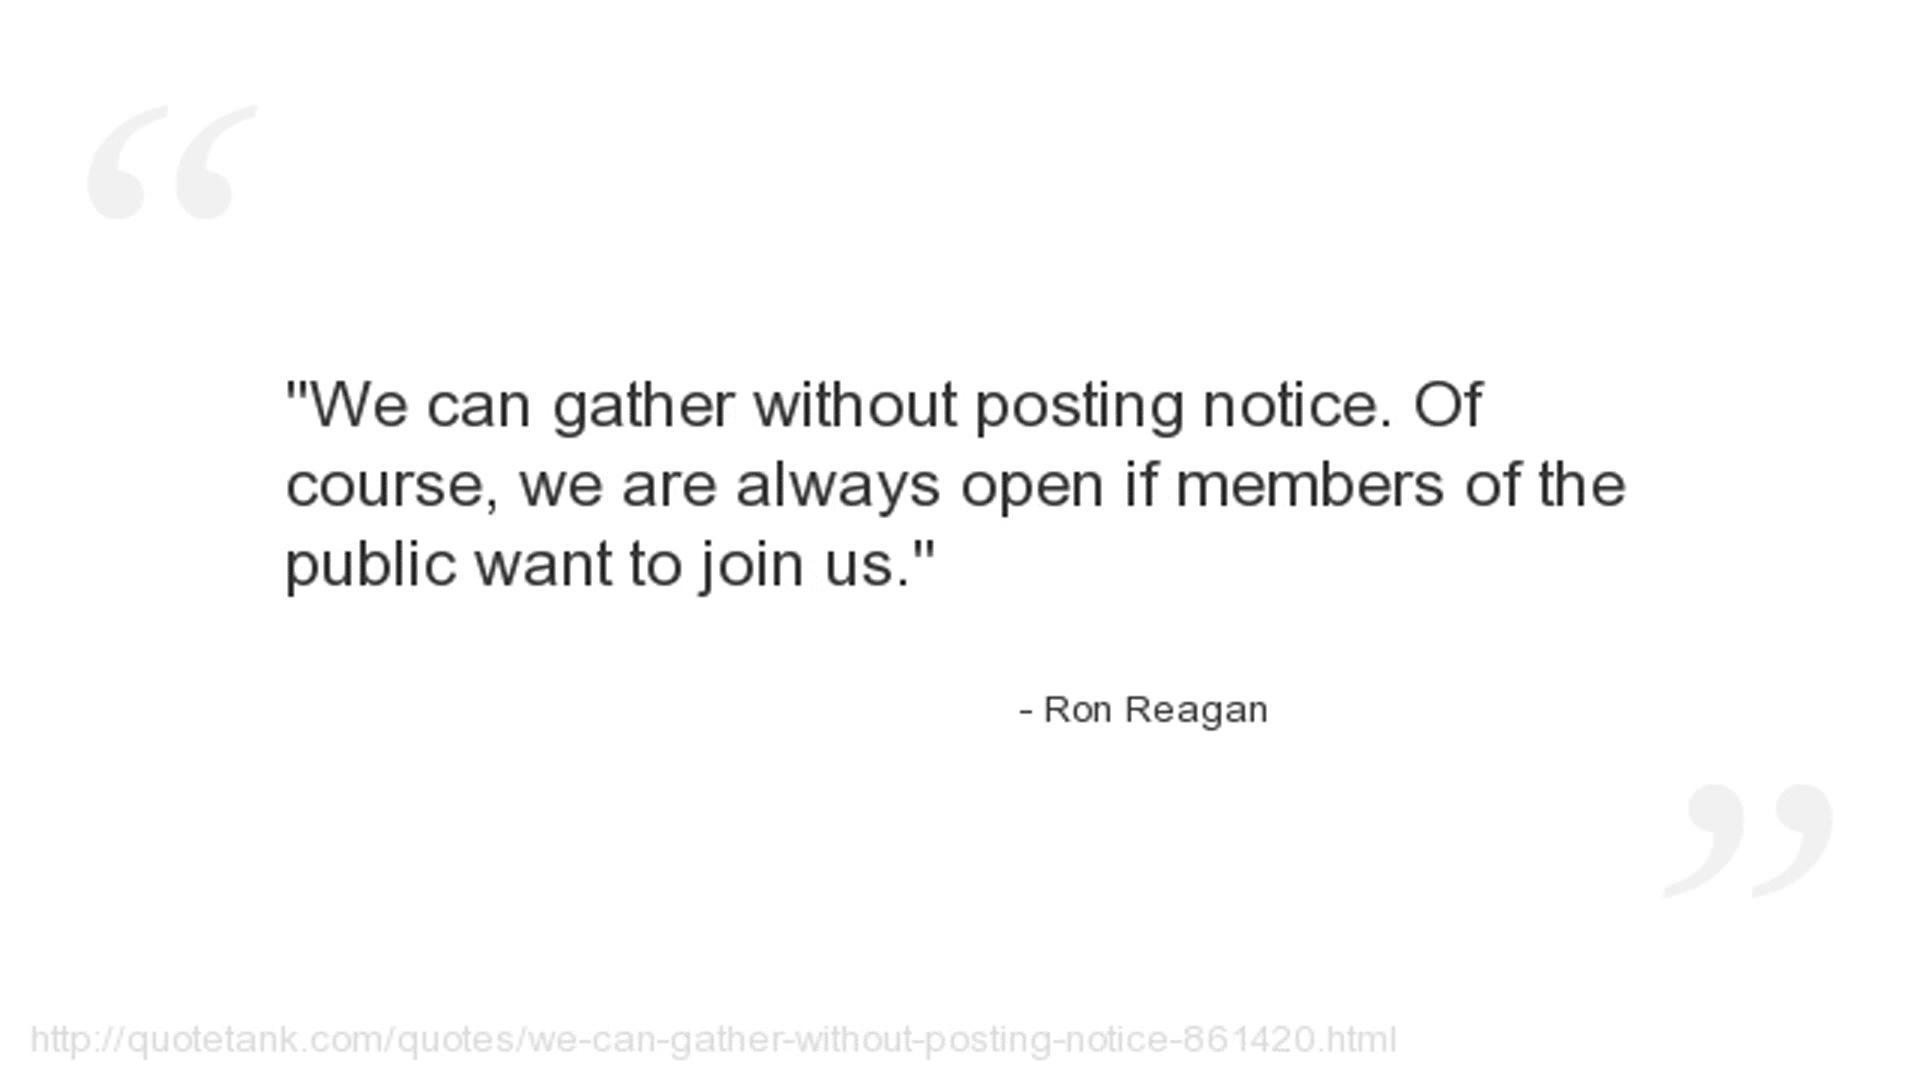 "We can gather without posting notice. Of
course, we are always open if members of the
public want to join us."
- Ron Reagan
http://quotetank.com/quotes/we-can-gather-without-posting-notice-861420.html